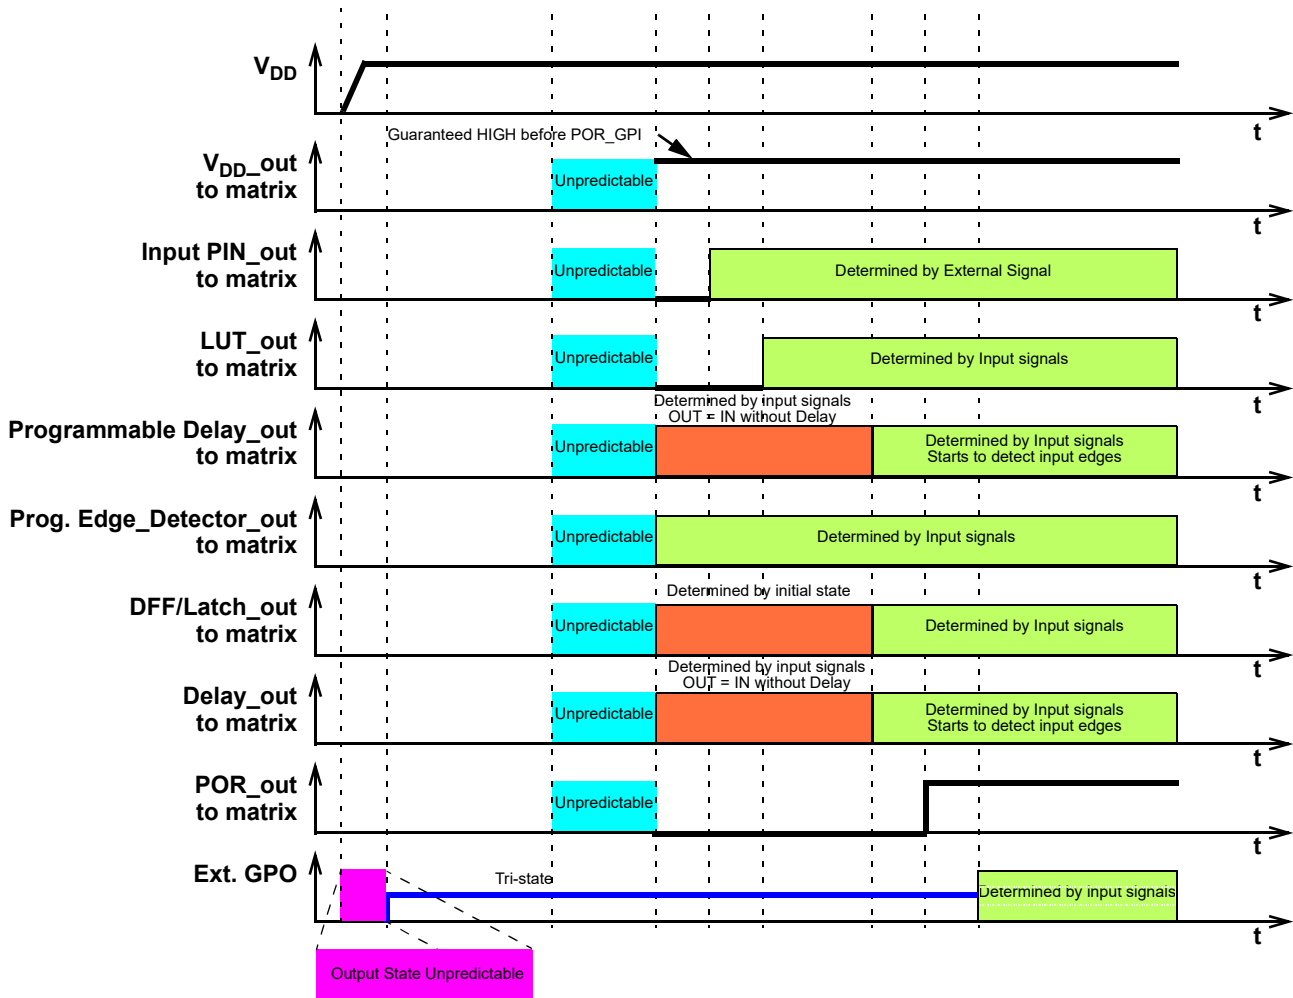 VDD
t
Guaranteed HIGH before POR_GPI
VDD_out
to matrix
Unpredictable
t
Input PIN_out
to matrix
Unpredictable
Determined by External Signal
t
LUT_out
to matrix
Unpredictable
Determined by Input signals
t
Determined by input signals
OUT = IN without Delay
Programmable Delay_out
to matrix
Unpredictable
Determined by Input signals
Starts to detect input edges
t
Prog. Edge_Detector_out
to matrix
Unpredictable
Determined by Input signals
t
Determined by initial state
DFF/Latch_out
to matrix
Unpredictable
Determined by Input signals
t
Determined by input signals
OUT = IN without Delay
Delay_out
to matrix
Unpredictable
Determined by Input signals
Starts to detect input edges
t
POR_out
to matrix
Unpredictable
t
Ext. GPO
Tri-state
Determined by input signals
t
Output State Unpredictable